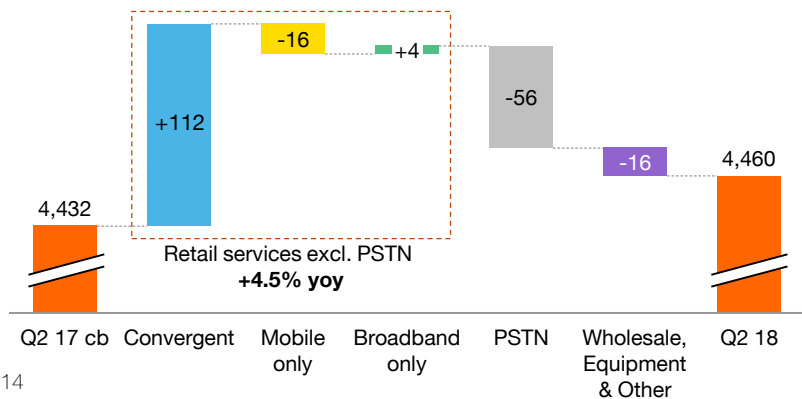 -16
+4
+112
-56
-16
4,460
4,432
Retail services excl. PSTN
+4.5% yoy
Q2 17 cb
Convergent
Mobile
only
Broadband
only
PSTN
Wholesale,
Equipment
& Other
Q2 18
14